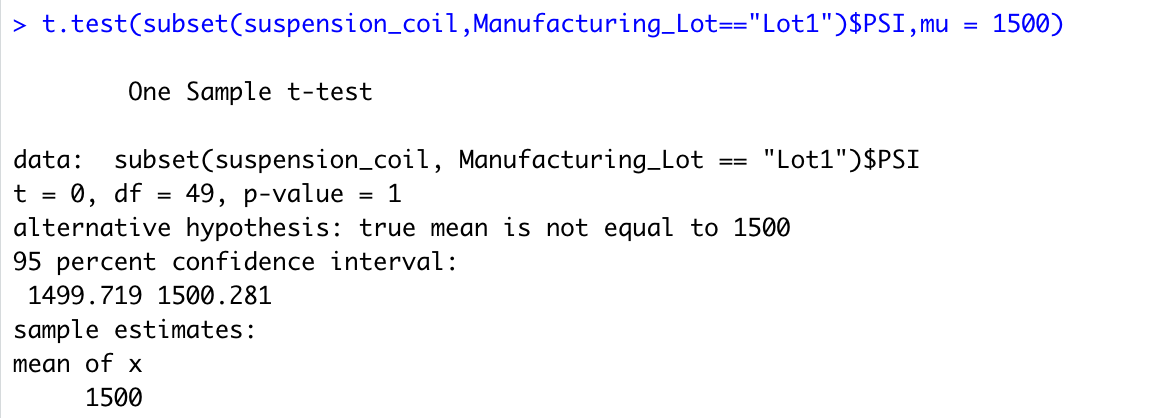 > t.test(subset(suspension_coil,Manufacturing_Lot=="Lot1")$PSI,mu = 1500)
One Sample t-test
data:  subset(suspension_coil, Manufacturing_Lot == "Lot1")$PSI
t = 0, df = 49, p-value = 1
alternative hypothesis: true mean is not equal to 1500
95 percent confidence interval:
1499.719 1500.281
sample estimates:
mean of x
1500